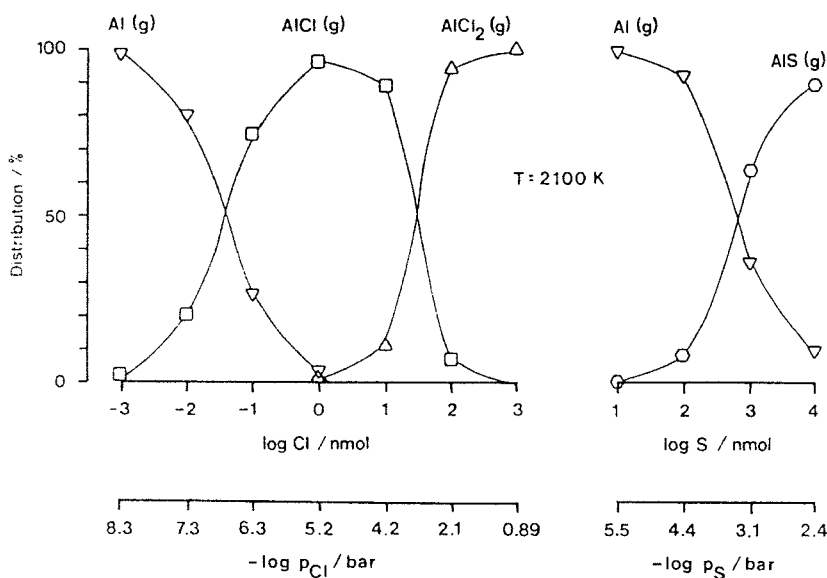 Al (g) AlCl (g) AlCl2 (g) Al (g)
AlS (g)
100
50
0
Distribution / %
T = 2100 K
-3 -2 -1 0 1 2 3 1 2 3 4
log Cl / nmol log S / nmol
8.3 7.3 6.3 5.2 4.2 2.1 0.89 5.5 4.4 3.1 2.4
-log pCl / bar -log pS / bar